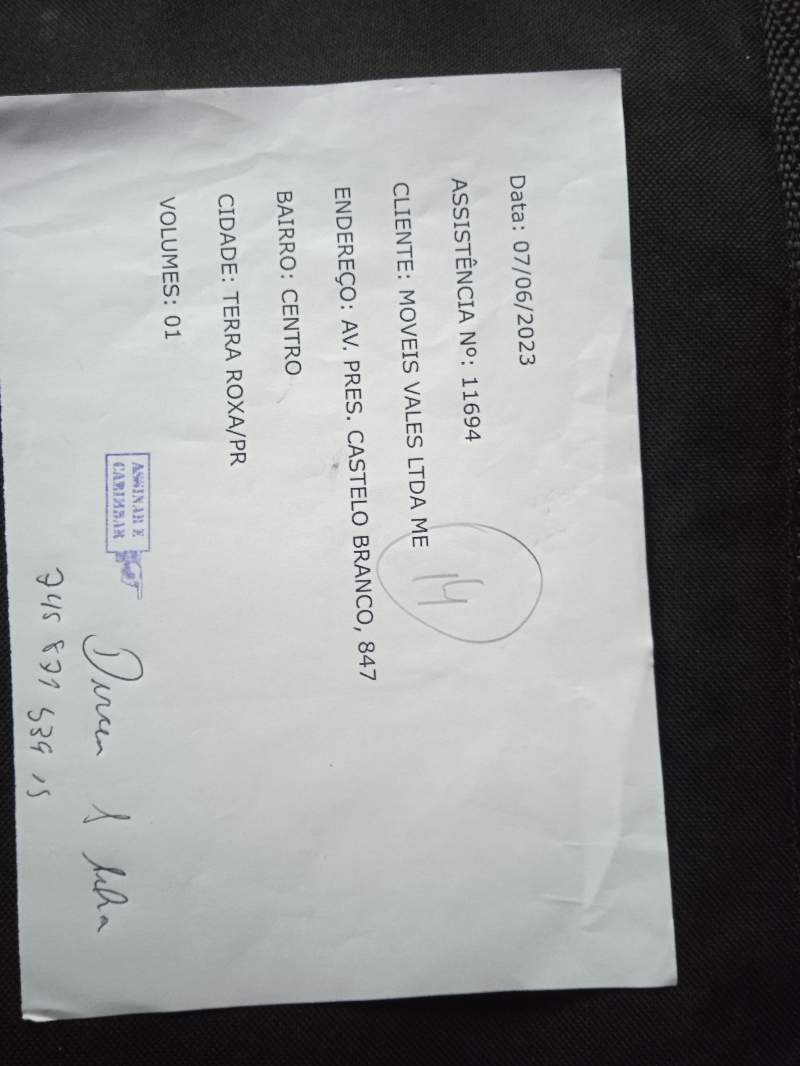 Data: 07/06/2023
ASSISTÊNCIA Nº: 11694
CLIENTE: MOVEIS VALES LTDA ME
14
ENDEREÇO: AV. PRES. CASTELO BRANCO, 847
BAIRRO: CENTRO
CIDADE: TERRA ROXA/PR
VOLUMES: 01
ASSINAR E
CARIMBAR